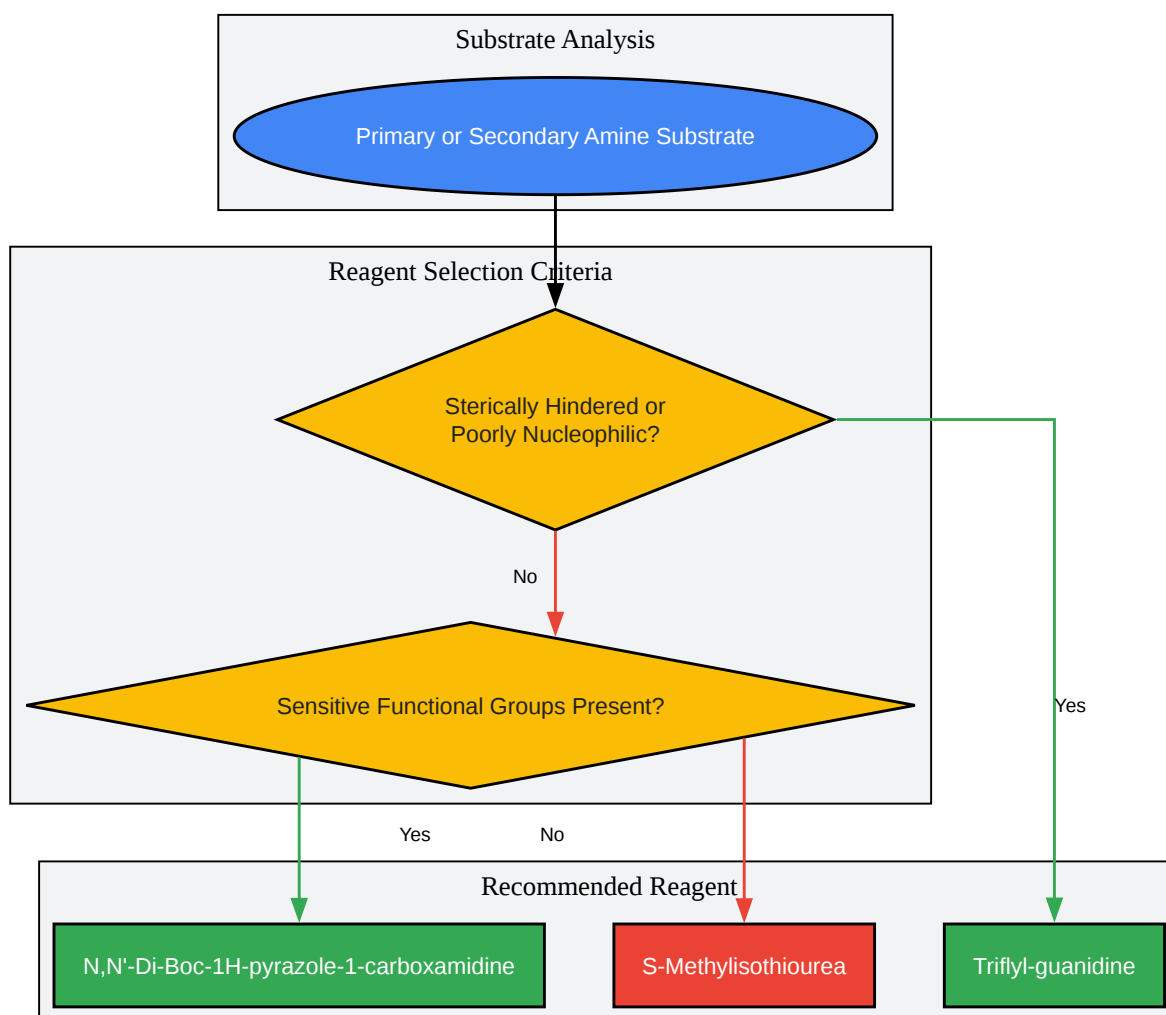 Substrate Analysis
Primary or Secondary Amine Substrate
Reagent Selection Criteria
Sterically Hindered or
Poorly Nucleophilic?
No
Sensitive Functional Groups Present?
Yes
Yes
No
Recommended Reagent
N,N'-Di-Boc-1H-pyrazole-1-carboxamidine
S-Methylisothiourea
Triflyl-guanidine